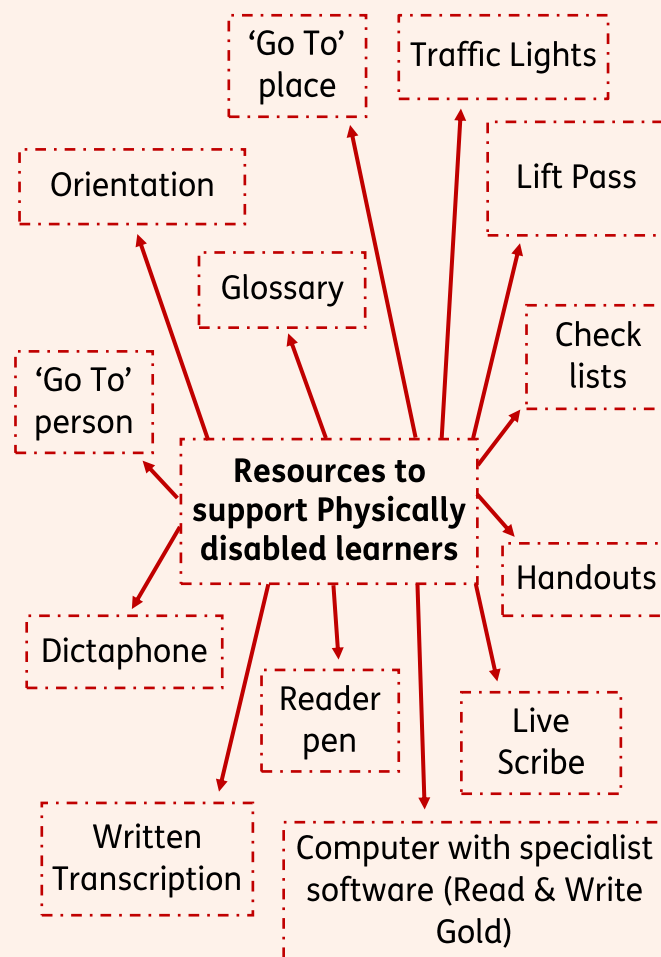 ‘Go To’
place
Traffic Lights
Orientation
Lift Pass
Glossary
Check
lists
‘Go To’
person
Resources to
support Physically
disabled learners
Handouts
Dictaphone
Reader
pen
Live
Scribe
Written
Transcription
Computer with specialist
software (Read & Write
Gold)